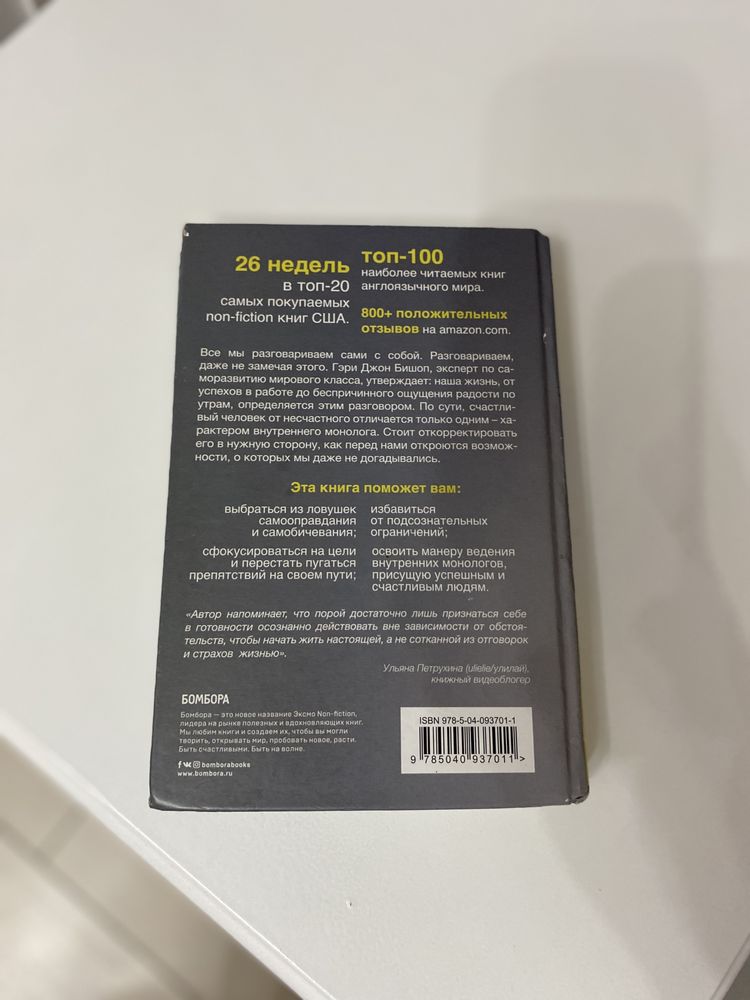 26 недель
в топ-20
самых покупаемых
non-fiction книг США.
топ-100
наиболее читаемых книг
англоязычного мира.
800+ положительных
отзывов на amazon.com.
Все мы разговариваем сами с собой. Разговариваем,
даже не замечая этого. Гэри Джон Бишоп, эксперт по са-
моразвитию мирового класса, утверждает: наша жизнь, от
успехов в работе до беспричинного ощущения радости по
утрам, определяется этим разговором. По сути, счастли-
вый человек от несчастного отличается только одним – ха-
рактером внутреннего монолога. Стоит откорректировать
его в нужную сторону, как перед нами откроются возмож-
ности, о которых мы даже не догадывались.
Эта книга поможет вам:
выбраться из ловушек
самооправдания
и самобичевания;
избавиться
от подсознательных
ограничений;
сфокусироваться на цели
и перестать пугаться
препятствий на своем пути;
освоить манеру ведения
внутренних монологов,
присущую успешным и
счастливым людям.
«Автор напоминает, что порой достаточно лишь признаться себе
в готовности осознанно действовать вне зависимости от обстоя-
тельств, чтобы начать жить настоящей, а не сотканной из отговорок
и страхов жизнью».
Ульяна Петрухина (ulielie/улилай),
книжный видеоблогер
БОМБОРА
Бомбора – это новое название Эксмо Non-fiction,
лидера на рынке полезных и вдохновляющих книг.
Мы любим книги и создаем их, чтобы вы могли
творить, открывать мир, пробовать новое, расти.
Быть счастливыми. Быть на волне.
bomborabooks
www.bombora.ru
ISBN 978-5-04-093701-1
9 785040 937011 >